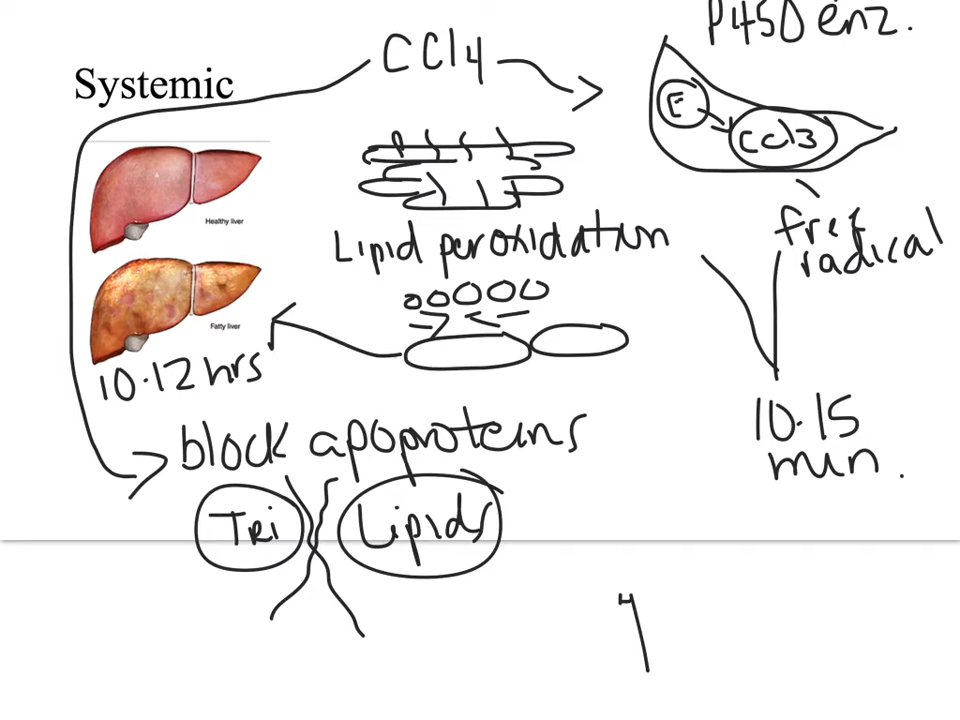 P450 enz.
CCl4
Systemic
E
CCl3
Healthy liver
free
radical
Lipid peroxidation
Fatty liver
10-12 hrs
10-15
min.
block apoproteins
Tri
Lipids